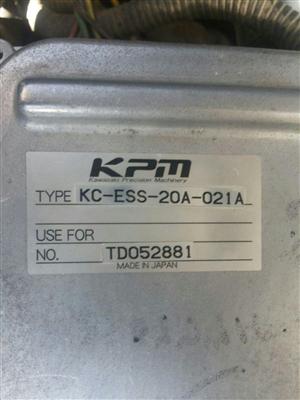 KPM
Kawasaki Precision Machinery
TYPE KC-ESS-20A-021A
USE FOR
NO. TD052881
MADE IN JAPAN